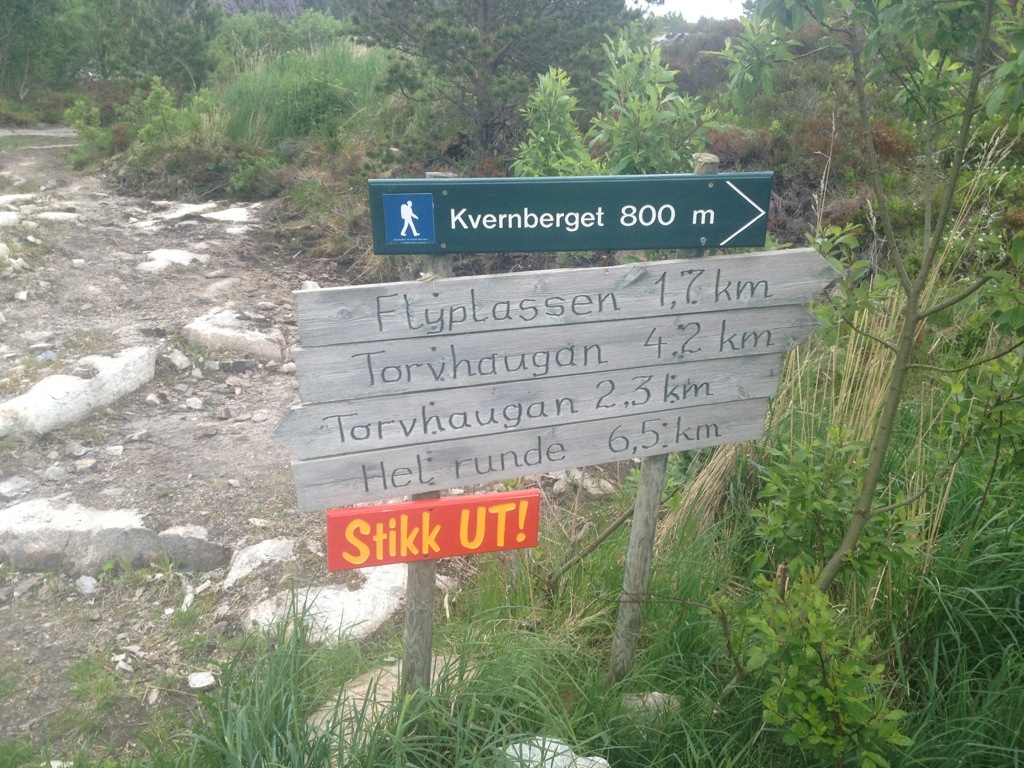 Kvernberget 800 m
Flyplassen 1,7 km
Torvhaugan 4,2 km
Torvhaugan 2,3 km
Hel runde 6,5 km
Stikk UT!